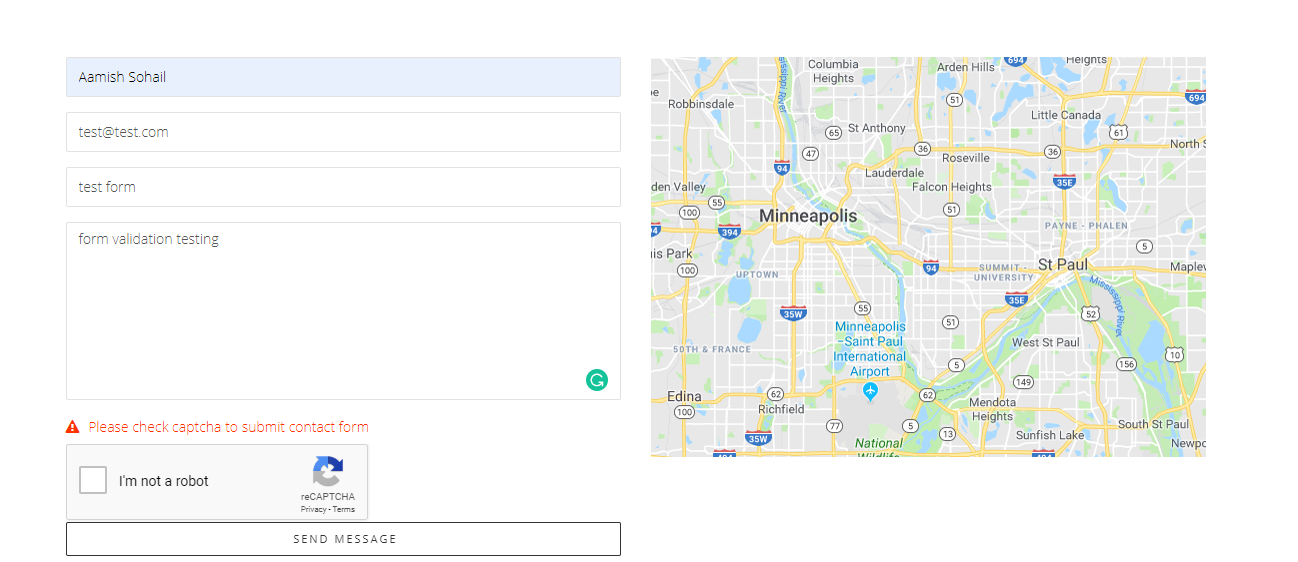 Aamish Sohail
test@test.com
test form
form validation testing
Please check captcha to submit contact form
I'm not a robot
reCAPTCHA
Privacy - Terms
SEND MESSAGE
Columbia
Heights
Arden Hills
694
Heights
Robbinsdale
51
694
Little Canada
65
St Anthony
61
47
36
Roseville
36
North S
94
Lauderdale
Falcon Heights
35E
den Valley
55
100
51
Minneapolis
394
PAYNE - PHALEN
is Park
100
5
UPTOWN
94
SUMMIT -
UNIVERSITY
St Paul
Maplew
Mississippi River
35E
35W
55
51
52
Minneapolis
-Saint Paul
International
Airport
50TH & FRANCE
West St Paul
10
5
156
149
Edina
62
62
100
Richfield
Mendota
Heights
77
5
13
South St Paul
35W
Sunfish Lake
National
Newpo